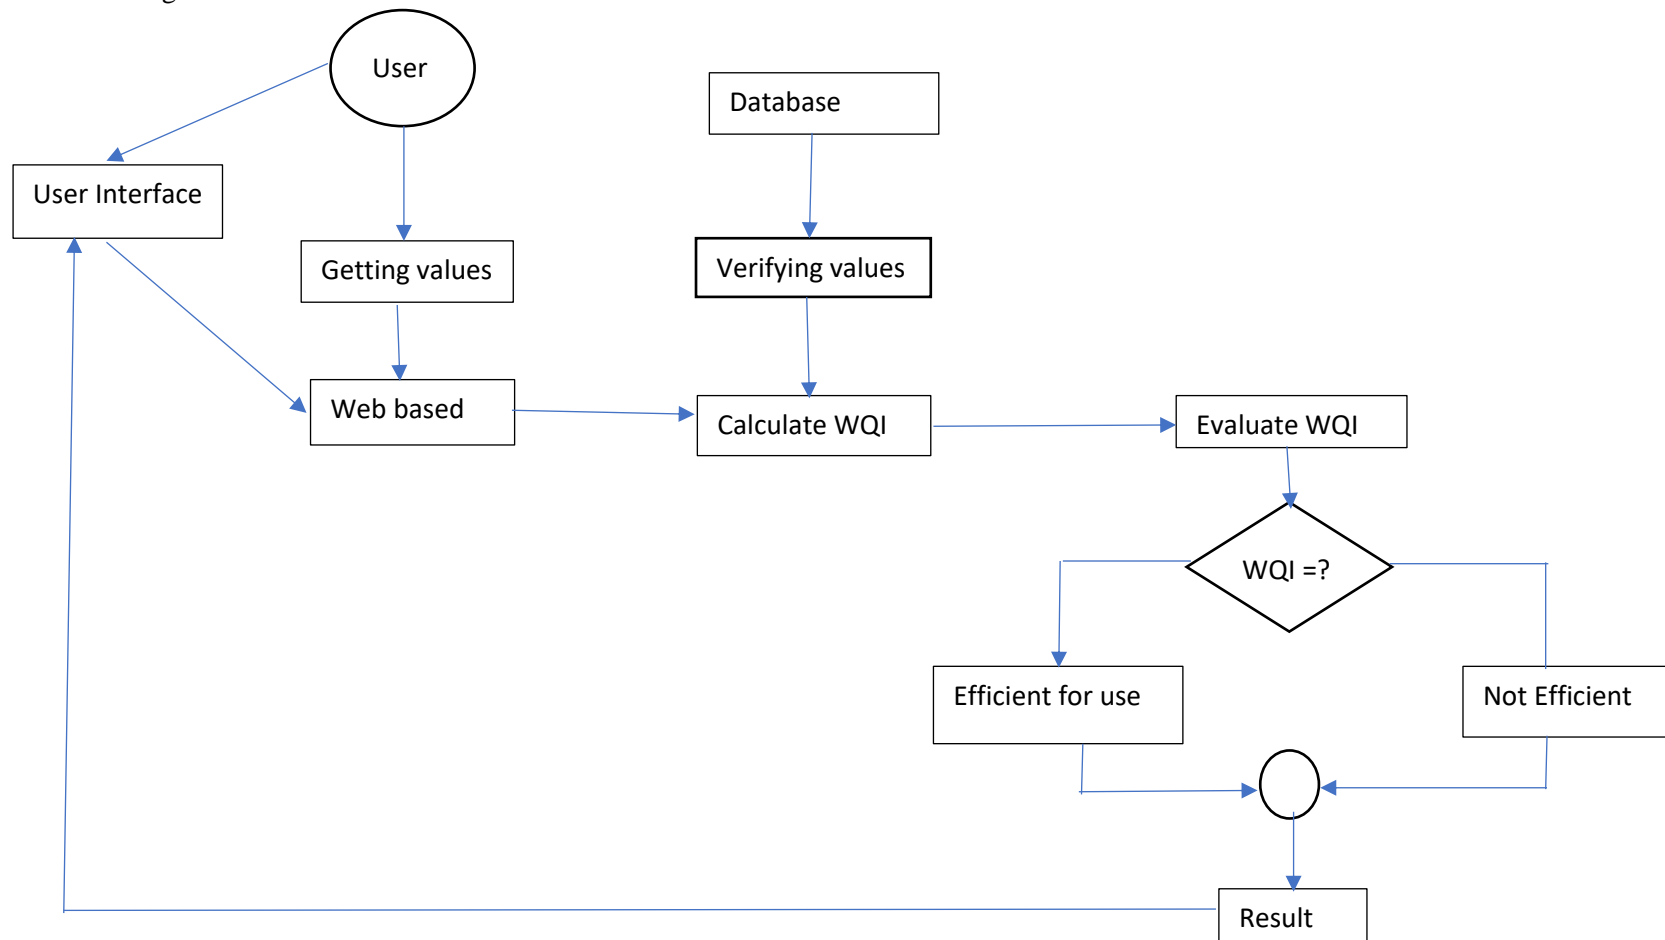 User
Database
User Interface
Getting values
Verifying values
Web based
Calculate WQI
Evaluate WQI
WQI =?
Efficient for use
Not Efficient
Result